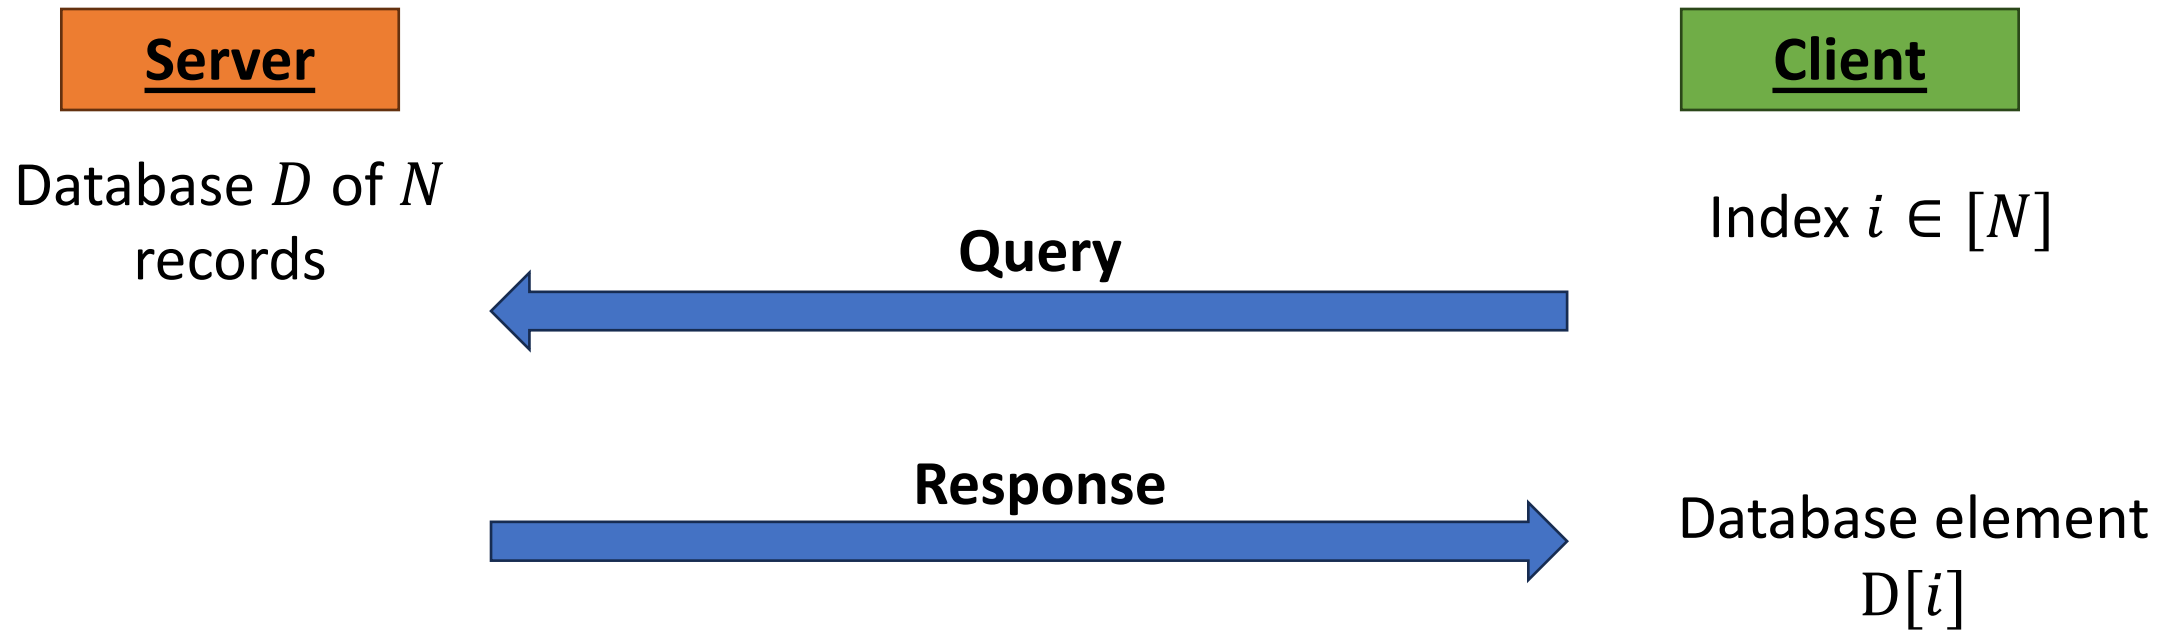 Server
Client
Database D of N
records
Index i ∈ [N]
Query
Response
Database element
D[i]